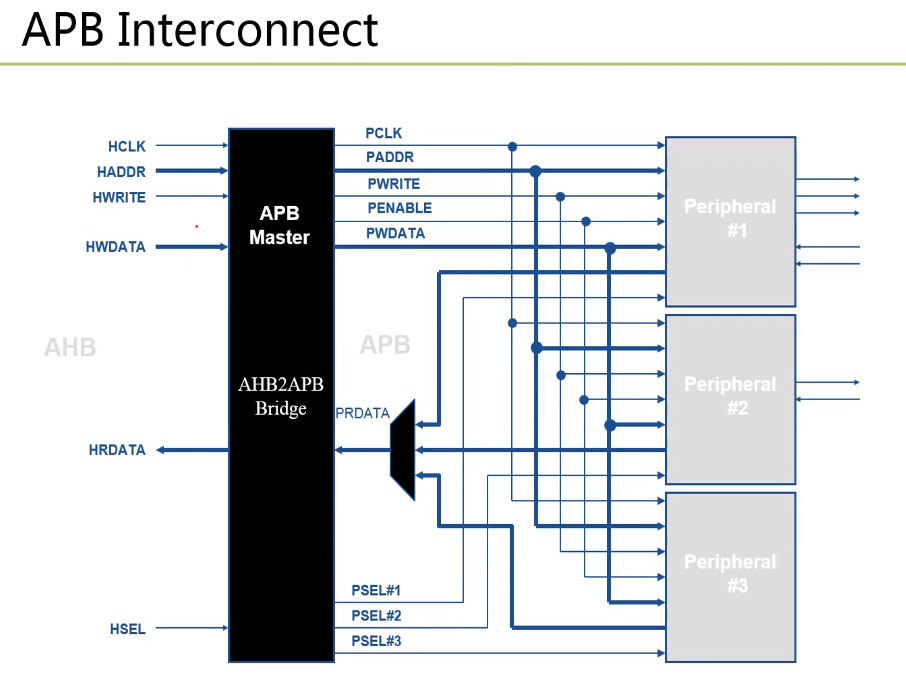 APB Interconnect
PCLK
HCLK
PADDR
HADDR
PWRITE
HWRITE
PENABLE
APB
Master
Peripheral
#1
PWDATA
HWDATA
AHB
APB
AHB2APB
Bridge
Peripheral
#2
PRDATA
HRDATA
Peripheral
#3
PSEL#1
PSEL#2
HSEL
PSEL#3